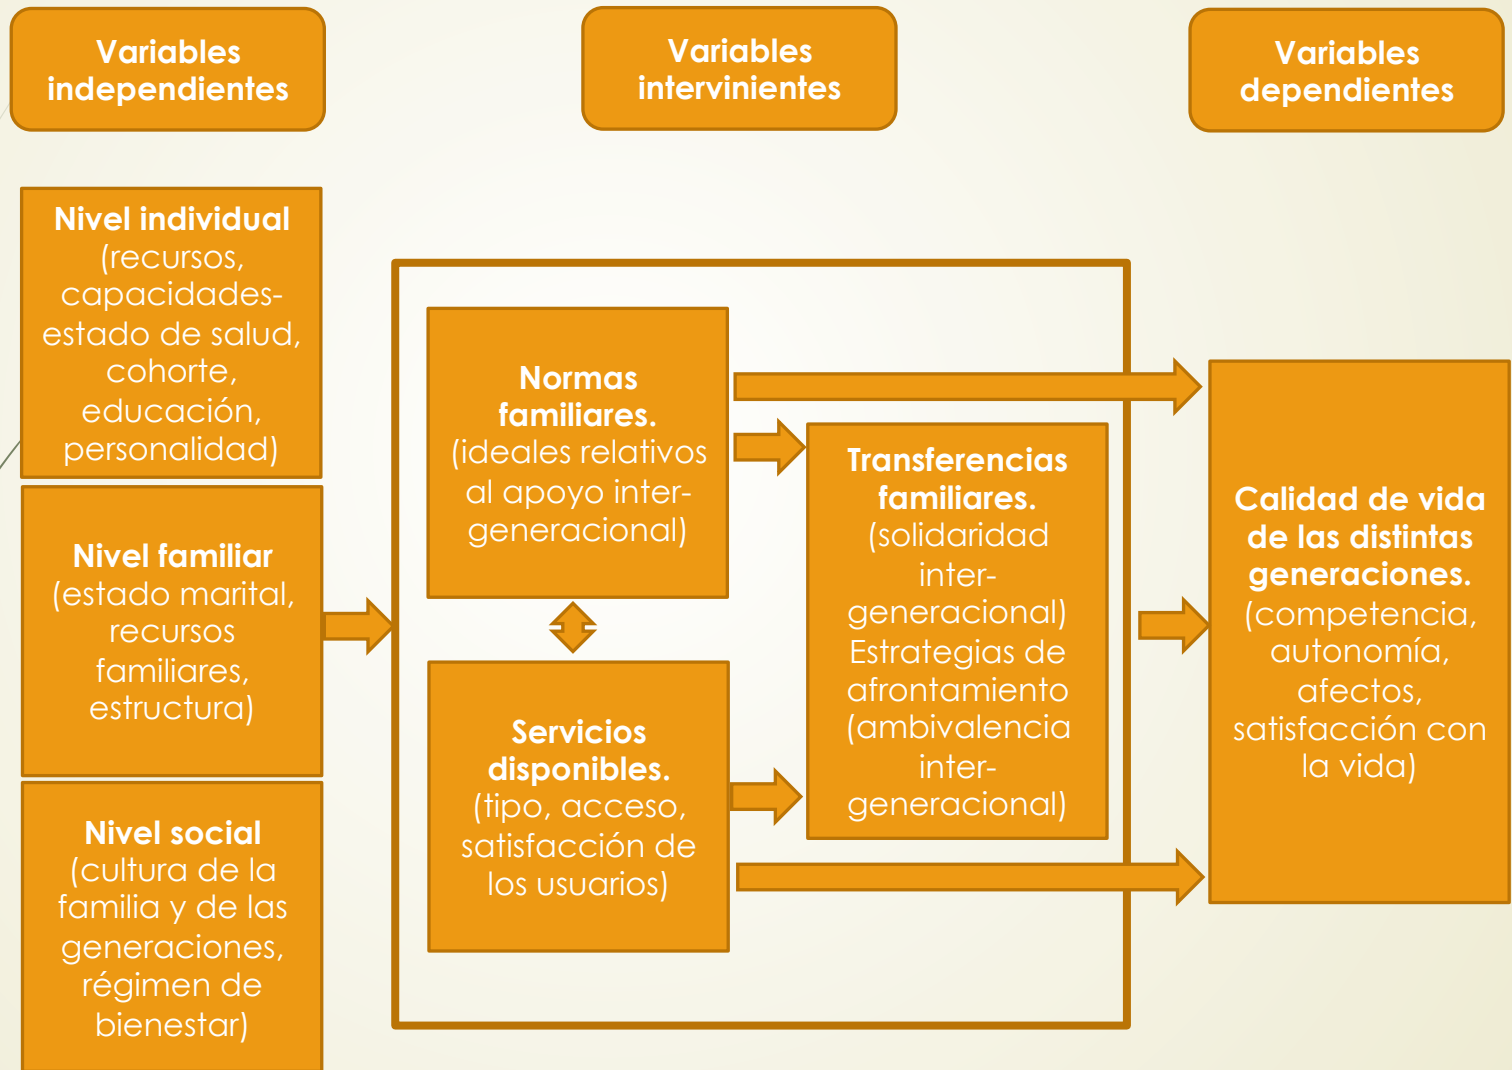 Variables
independientes
Variables
intervinientes
Variables
dependientes
Nivel individual
(recursos,
capacidades-
estado de salud,
cohorte,
educación,
personalidad)
Nivel familiar
(estado marital,
recursos
familiares,
estructura)
Nivel social
(cultura de la
familia y de las
generaciones,
régimen de
bienestar)
Normas
familiares.
(ideales relativos
al apoyo inter-
generacional)
Servicios
disponibles.
(tipo, acceso,
satisfacción de
los usuarios)
Transferencias
familiares.
(solidaridad
inter-
generacional)
Estrategias de
afrontamiento
(ambivalencia
inter-
generacional)
Calidad de vida
de las distintas
generaciones.
(competencia,
autonomía,
afectos,
satisfacción con
la vida)